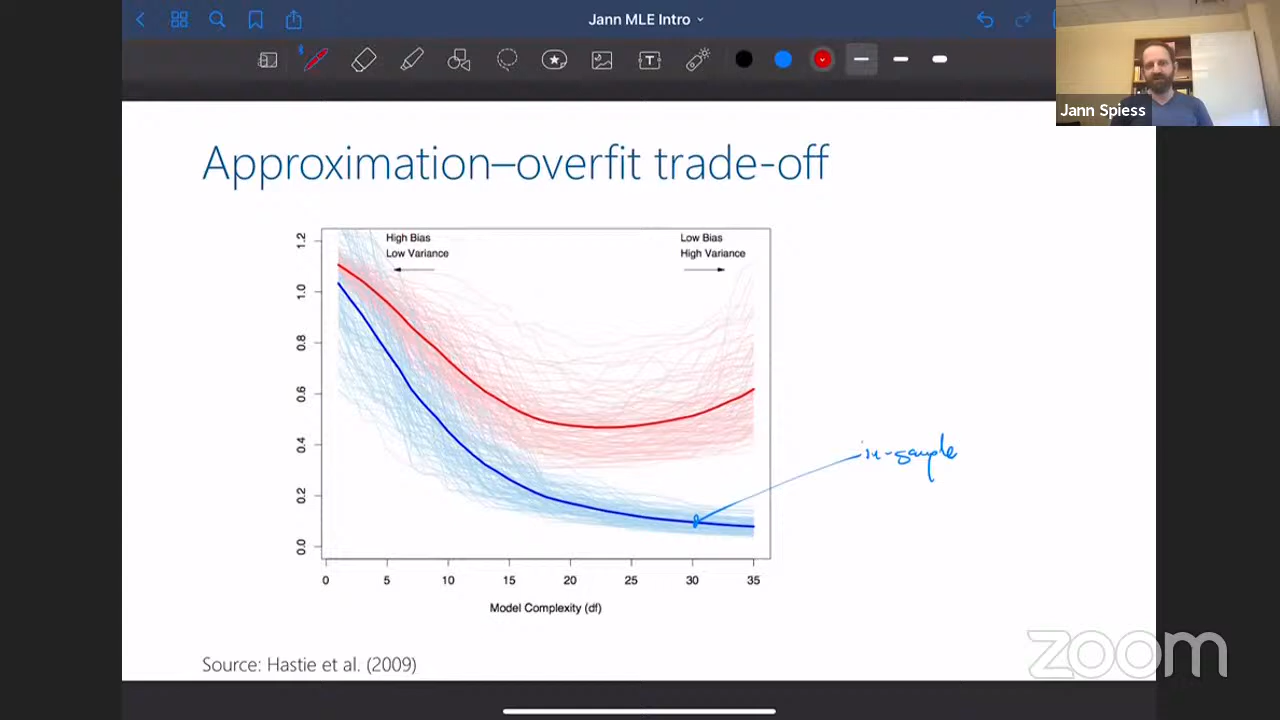 Jann MLE Intro
Jann Spiess
Approximation–overfit trade-off
High Bias
Low Variance
Low Bias
High Variance
1.2
1.0
0.8
0.6
0.4
0.2
0.0
in-sample
0 5 10 15 20 25 30 35
Model Complexity (df)
Source: Hastie et al. (2009)
zoom